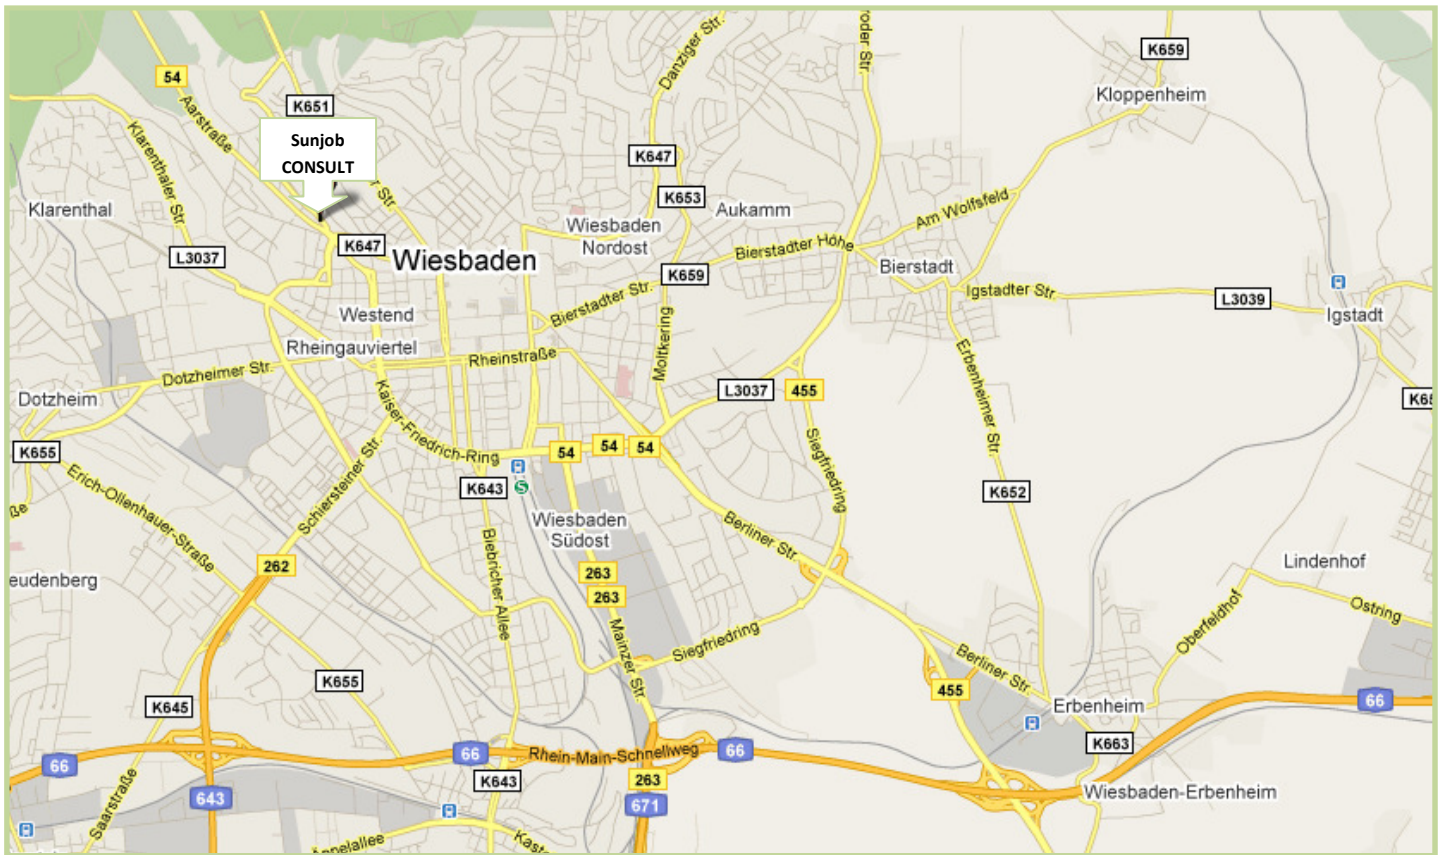 K659
Danziger Str.
54
K651
Kloppenheim
Aarstraße
Klarenthaler Str.
Sunjob
CONSULT
K647
K653
Klarenthal
Aukamm
Am Wolfsfeld
Wiesbaden
Nordost
K647
L3037
Wiesbaden
Bierstadter Höhe
Bierstadt
K659
Igstadter Str.
L3039
Igstadt
Bierstadter Str.
Westend
Rheingauviertel
Moltkering
Rheinstraße
Dotzheimer Str.
Erbenheimer Str.
Dotzheim
L3037
455
Kaiser-Friedrich-Ring
K655
54
54
54
Siegfriedring
Erich-Ollenhauer-Straße
Schiersteiner Str.
K643
S
K652
Wiesbaden
Südost
Berliner Str.
262
263
263
Biebricher Allee
eudenberg
Lindenhof
Oberfeldhof
Ostring
Mainzer Str.
Siegfriedring
Berliner Str.
K655
K645
455
Erbenheim
66
66
66
66
Rhein-Main-Schnellweg
K663
K643
263
643
671
Wiesbaden-Erbenheim
Saarstraße